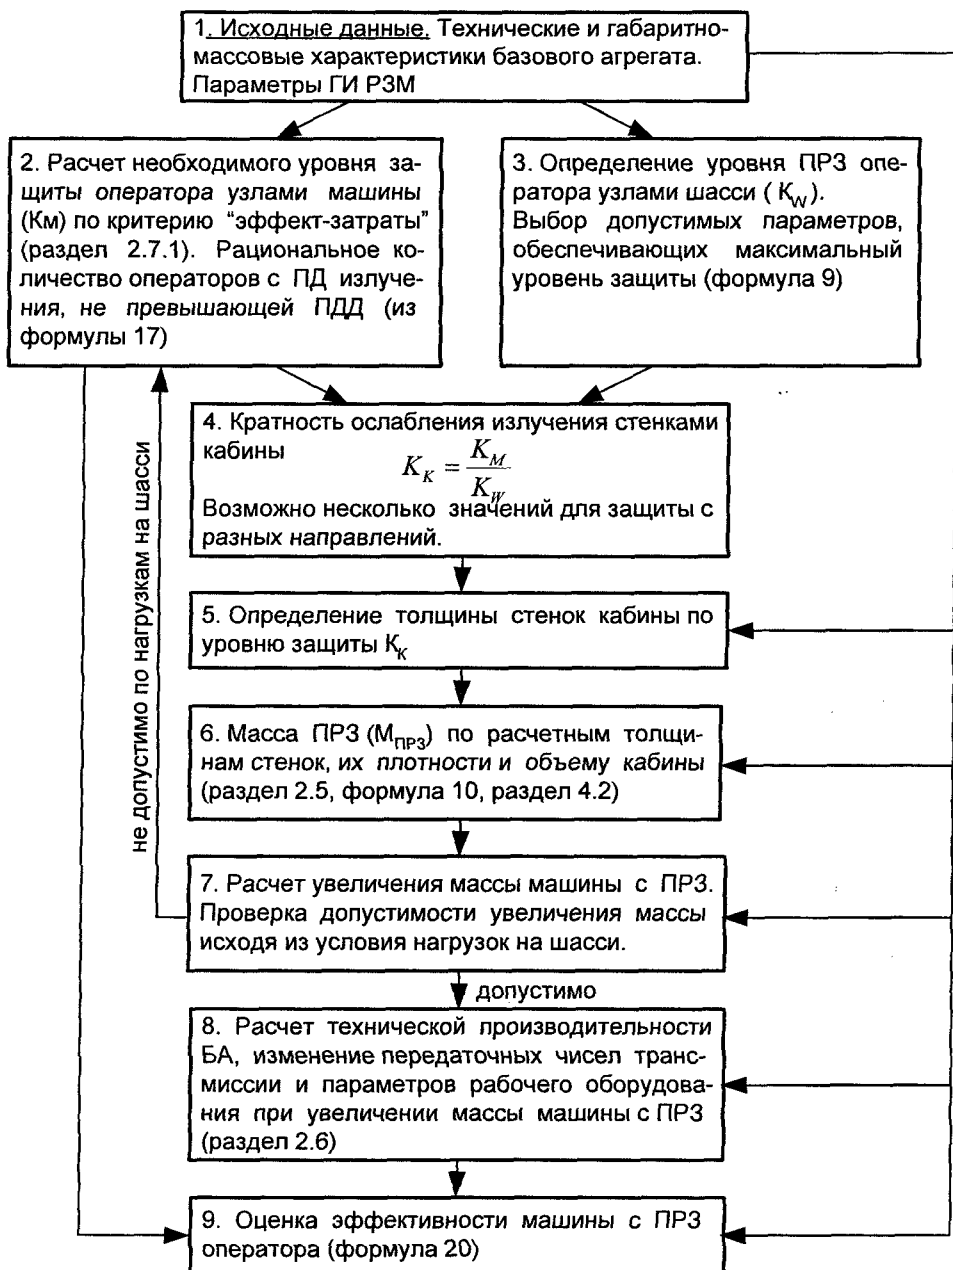 1. Исходные данные. Технические и габаритно-
массовые характеристики базового агрегата.
Параметры ГИ РЗМ
2. Расчет необходимого уровня за-
щиты оператора узлами машины
(Км) по критерию “эффект-затраты”
(раздел 2.7.1). Рациональное ко-
личество операторов с ПД излуче-
ния, не превышающей ПДД (из
формулы 17)
3. Определение уровня ПРЗ опе-
ратора узлами шасси ( K_W ).
Выбор допустимых параметров,
обеспечивающих максимальный
уровень защиты (формула 9)
4. Кратность ослабления излучения стенками
кабины
K_K = K_M / K_W
Возможно несколько значений для защиты с
разных направлений.
не допустимо по нагрузкам на шасси
5. Определение толщины стенок кабины по
уровню защиты К_К
6. Масса ПРЗ (М_ПРЗ) по расчетным толщи-
нам стенок, их плотности и объему кабины
(раздел 2.5, формула 10, раздел 4.2)
7. Расчет увеличения массы машины с ПРЗ.
Проверка допустимости увеличения массы
исходя из условия нагрузок на шасси.
допустимо
8. Расчет технической производительности
БА, изменение передаточных чисел транс-
миссии и параметров рабочего оборудова-
ния при увеличении массы машины с ПРЗ
(раздел 2.6)
9. Оценка эффективности машины с ПРЗ
оператора (формула 20)